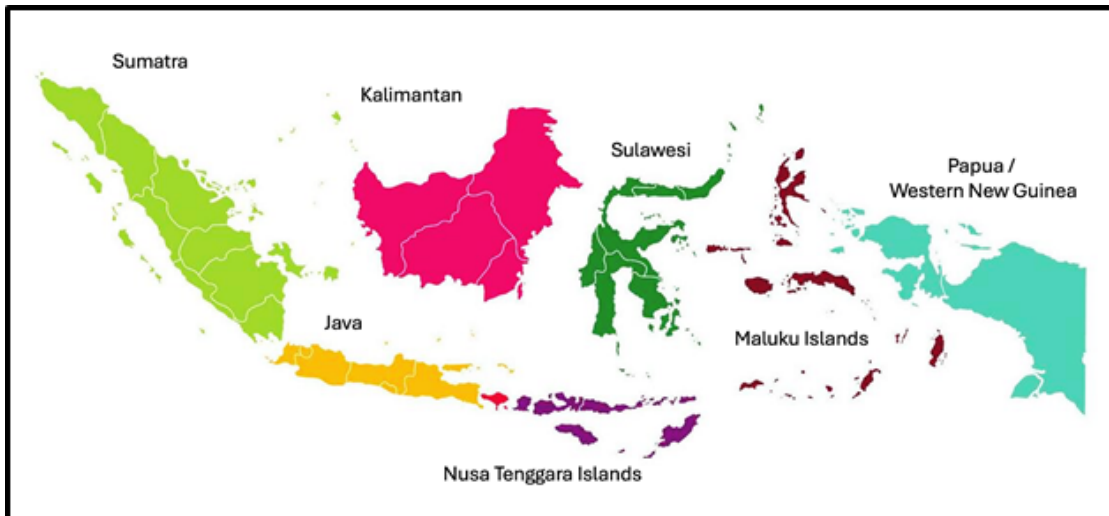 Sumatra
Kalimantan
Sulawesi
Papua /
Western New Guinea
Java
Maluku Islands
Nusa Tenggara Islands